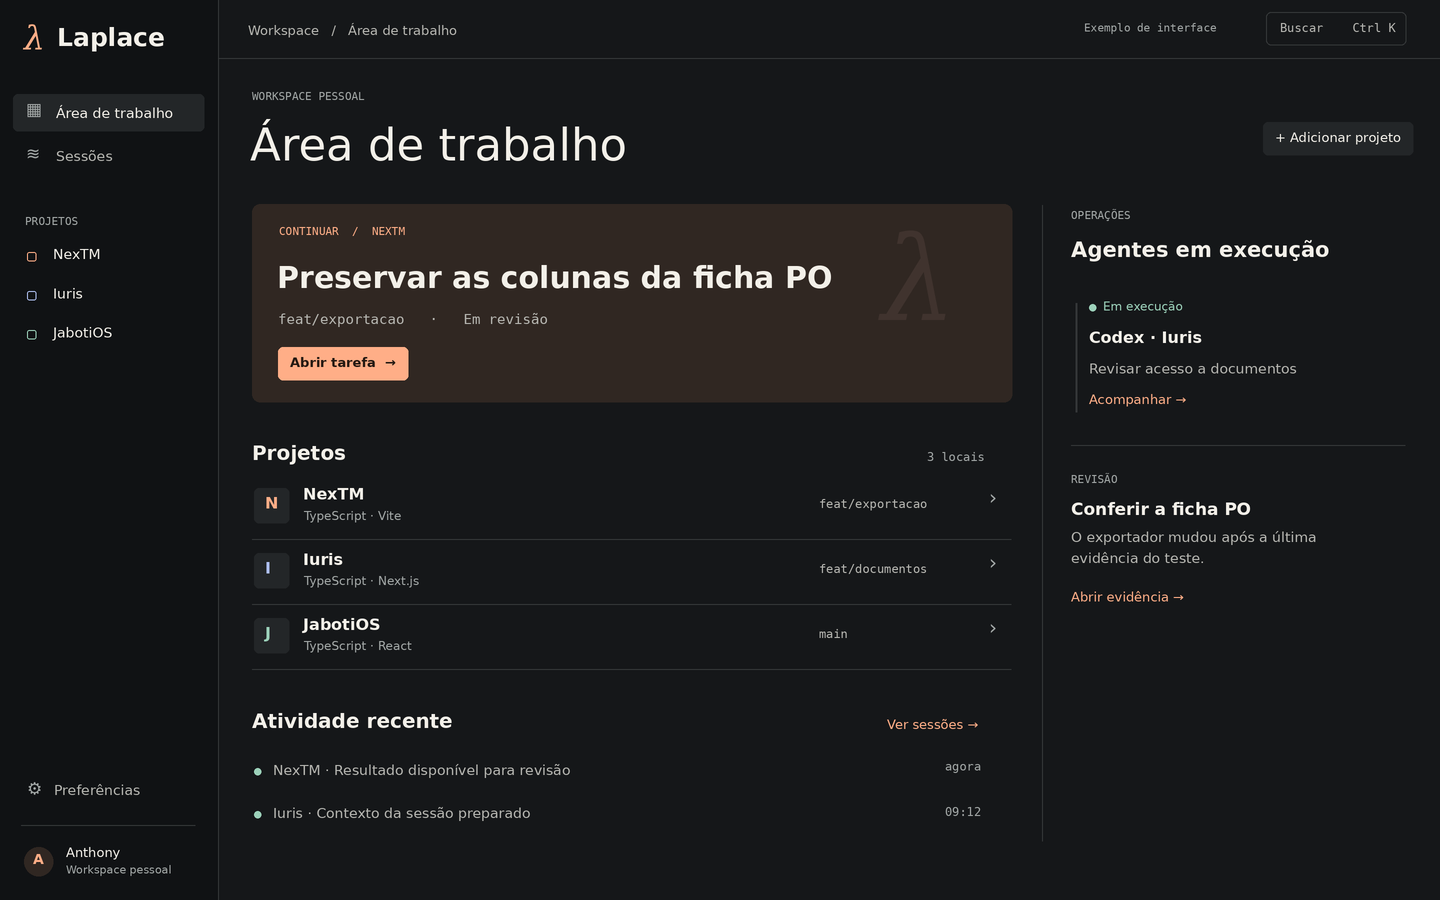 λ Laplace
Área de trabalho
Sessões
PROJETOS
NexTM
Iuris
JabotiOS
Preferências
A
Anthony
Workspace pessoal
Workspace / Área de trabalho
Exemplo de interface
Buscar Ctrl K
WORKSPACE PESSOAL
Área de trabalho
+ Adicionar projeto
CONTINUAR / NEXTM
Preservar as colunas da ficha PO
feat/exportacao · Em revisão
Abrir tarefa →
λ
Projetos
3 locais
N
NexTM
TypeScript · Vite
feat/exportacao
I
Iuris
TypeScript · Next.js
feat/documentos
J
JabotiOS
TypeScript · React
main
Atividade recente
Ver sessões →
NexTM · Resultado disponível para revisão
agora
Iuris · Contexto da sessão preparado
09:12
OPERAÇÕES
Agentes em execução
Em execução
Codex · Iuris
Revisar acesso a documentos
Acompanhar →
REVISÃO
Conferir a ficha PO
O exportador mudou após a última
evidência do teste.
Abrir evidência →